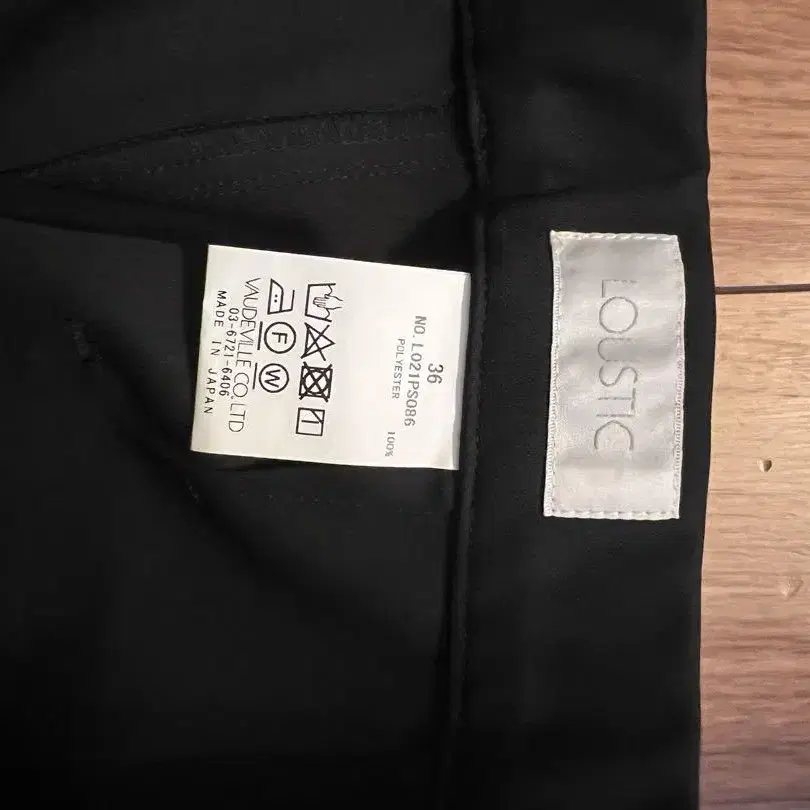 36
NO. L021PS086
POLYESTER 100%
F
W
VAUDEVILLE CO, LTD
03-6721-6406
MADE IN JAPAN
LOUSTIC